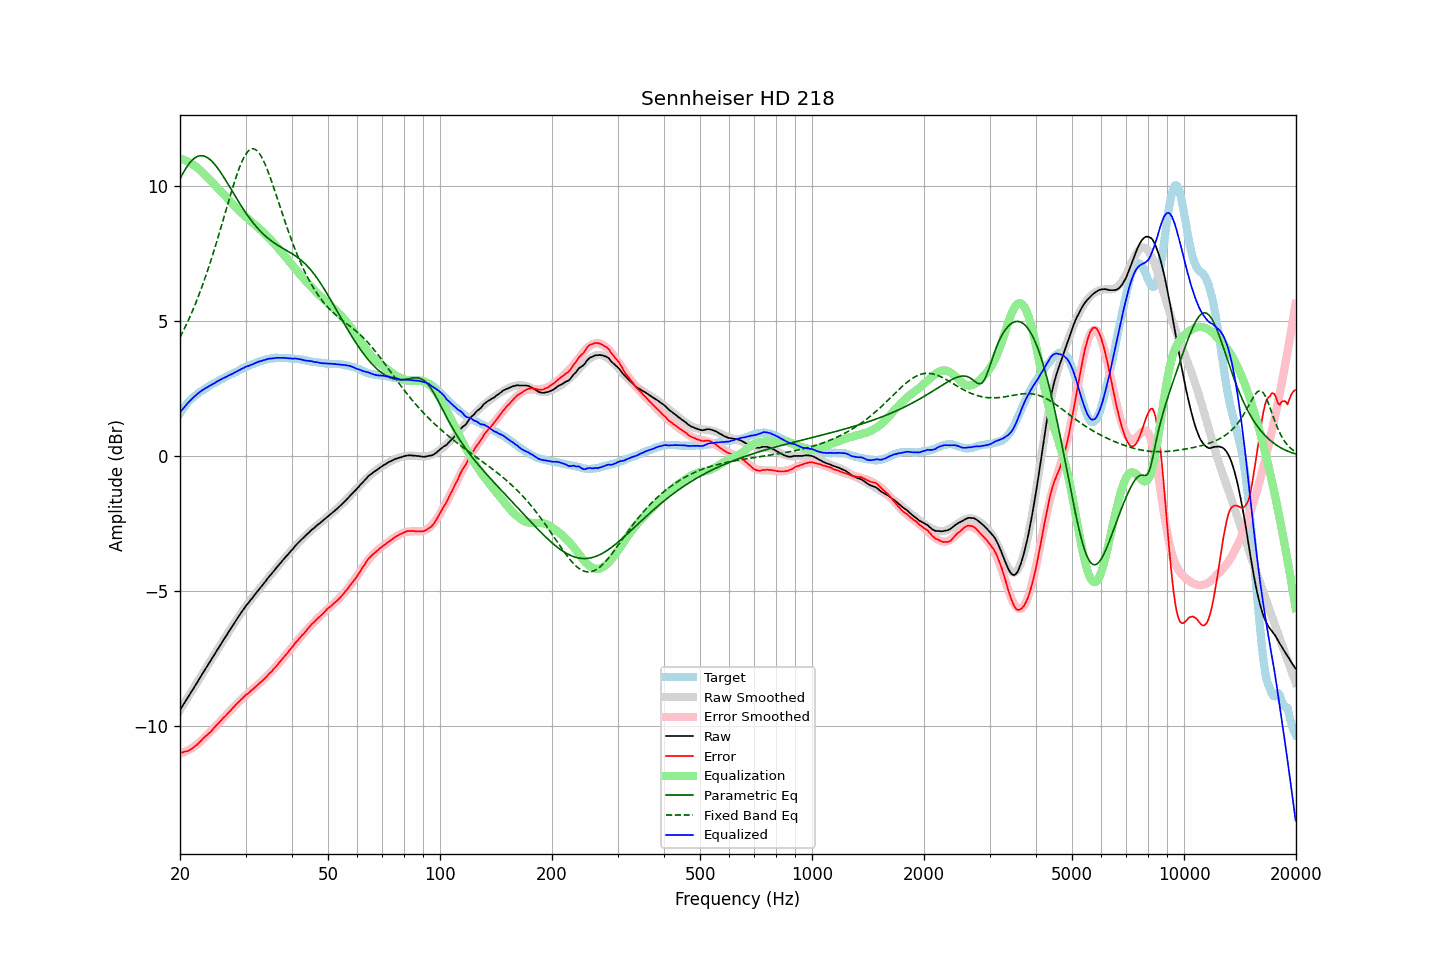 Sennheiser HD 218
Amplitude (dBr)
10
5
0
−5
−10
20
50
100
200
500
1000
2000
5000
10000
20000
Frequency (Hz)
Target
Raw Smoothed
Error Smoothed
Raw
Error
Equalization
Parametric Eq
Fixed Band Eq
Equalized